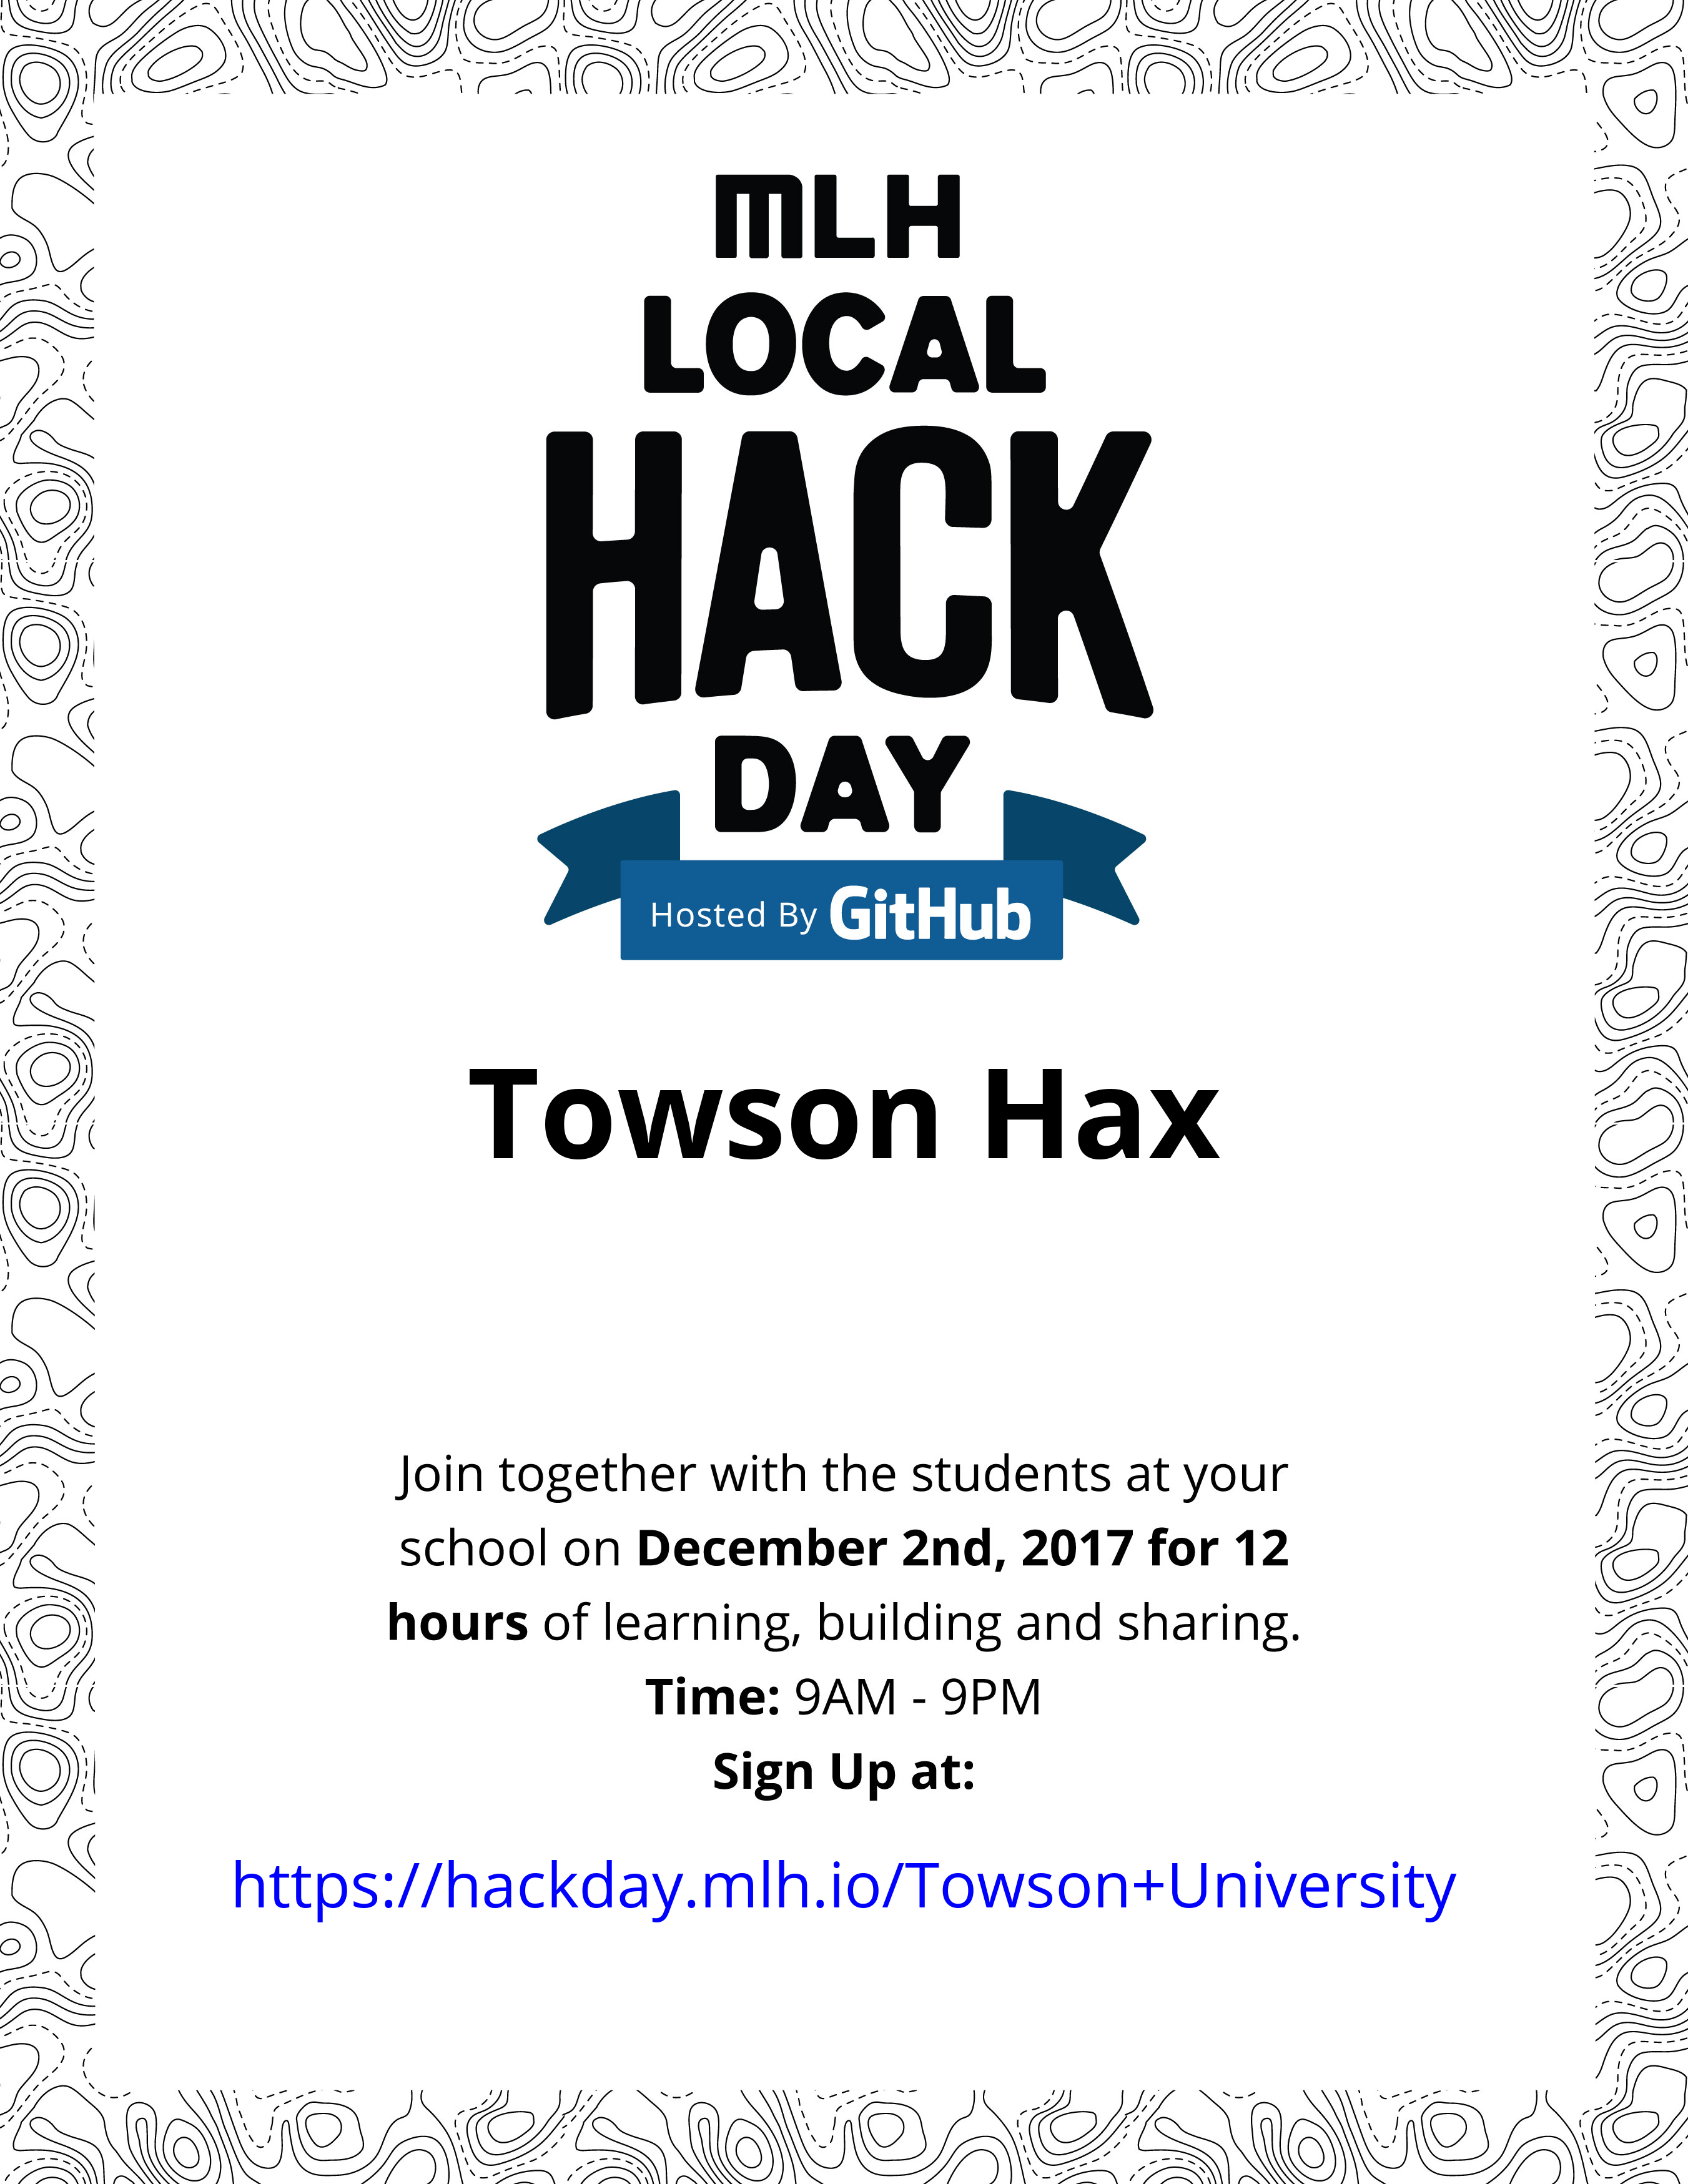 MLH
LOCAL
HACK
DAY
Hosted By GitHub
Towson Hax
Join together with the students at your
school on December 2nd, 2017 for 12
hours of learning, building and sharing.
Time: 9AM - 9PM
Sign Up at:
https://hackday.mlh.io/Towson+University